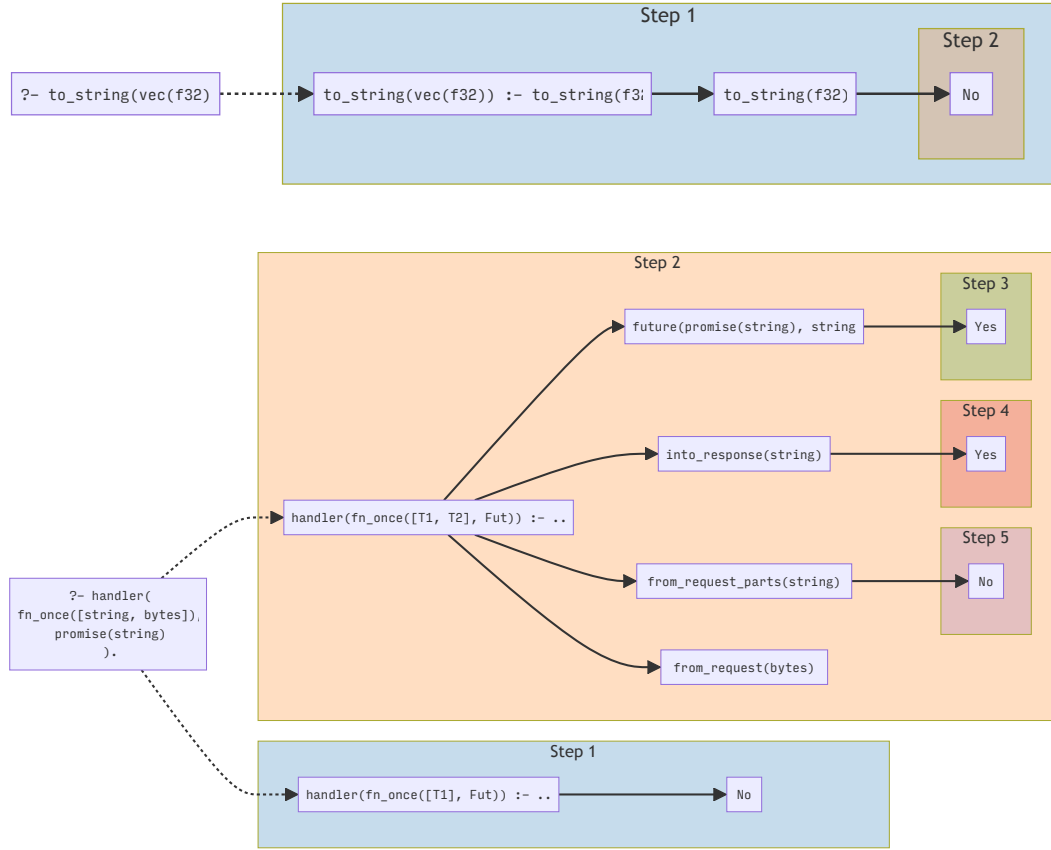 Step 1
Step 2
?- to_string(vec(f32)
to_string(vec(f32)) :- to_string(f32
to_string(f32)
No
Step 2
Step 3
future(promise(string), string
Yes
Step 4
into_response(string)
Yes
handler(fn_once([T1, T2], Fut)) :- ..
Step 5
from_request_parts(string)
No
?- handler(
fn_once([string, bytes]),
promise(string)
).
from_request(bytes)
Step 1
handler(fn_once([T1], Fut)) :- ..
No